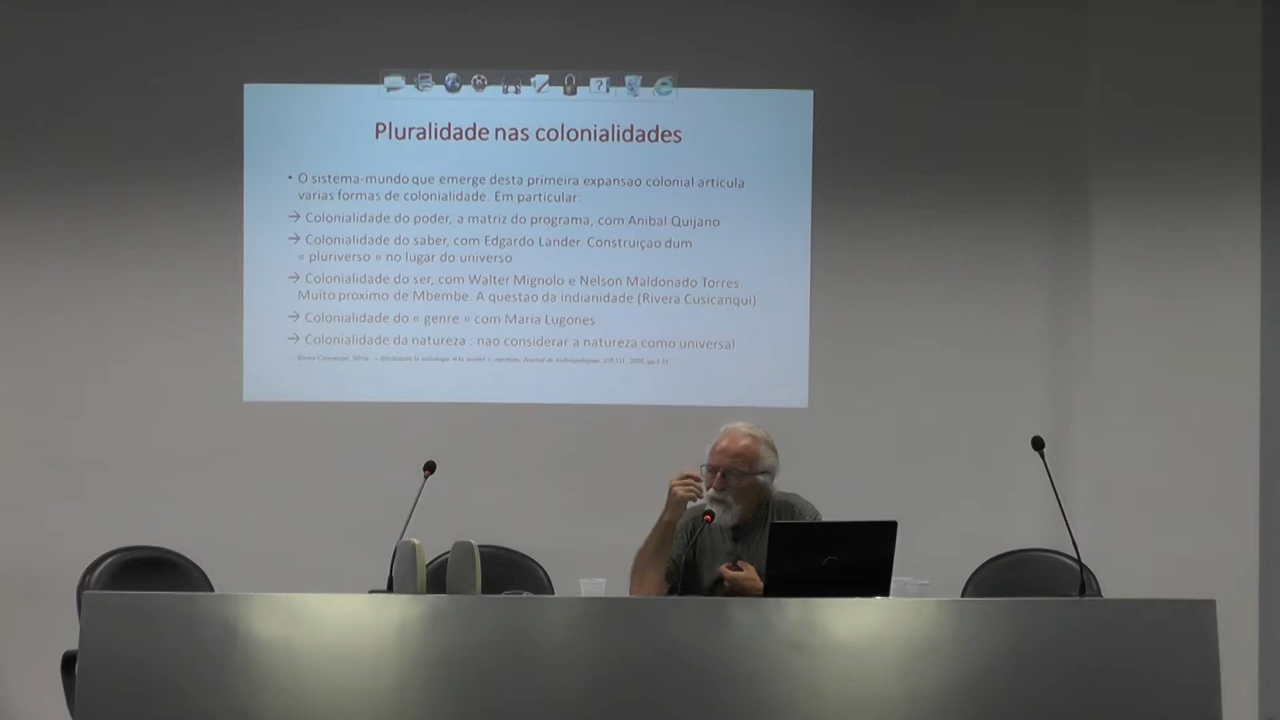 Pluralidade nas colonialidades
• O sistema-mundo que emerge desta primeira expansao colonial articula
varias formas de colonialidade. Em particular:
→ Colonialidade do poder, a matriz do programa, com Anibal Quijano
→ Colonialidade do saber, com Edgardo Lander. Construiçao dum
« pluriverso » no lugar do universo
→ Colonialidade do ser, com Walter Mignolo e Nelson Maldonado Torres.
Muito proximo de Mbembe. A questao da indianidade (Rivera Cusicanqui)
→ Colonialidade do « genre » com Maria Lugones
→ Colonialidade da natureza : nao considerar a natureza como universal
Rivera Cusicanqui, Silvia